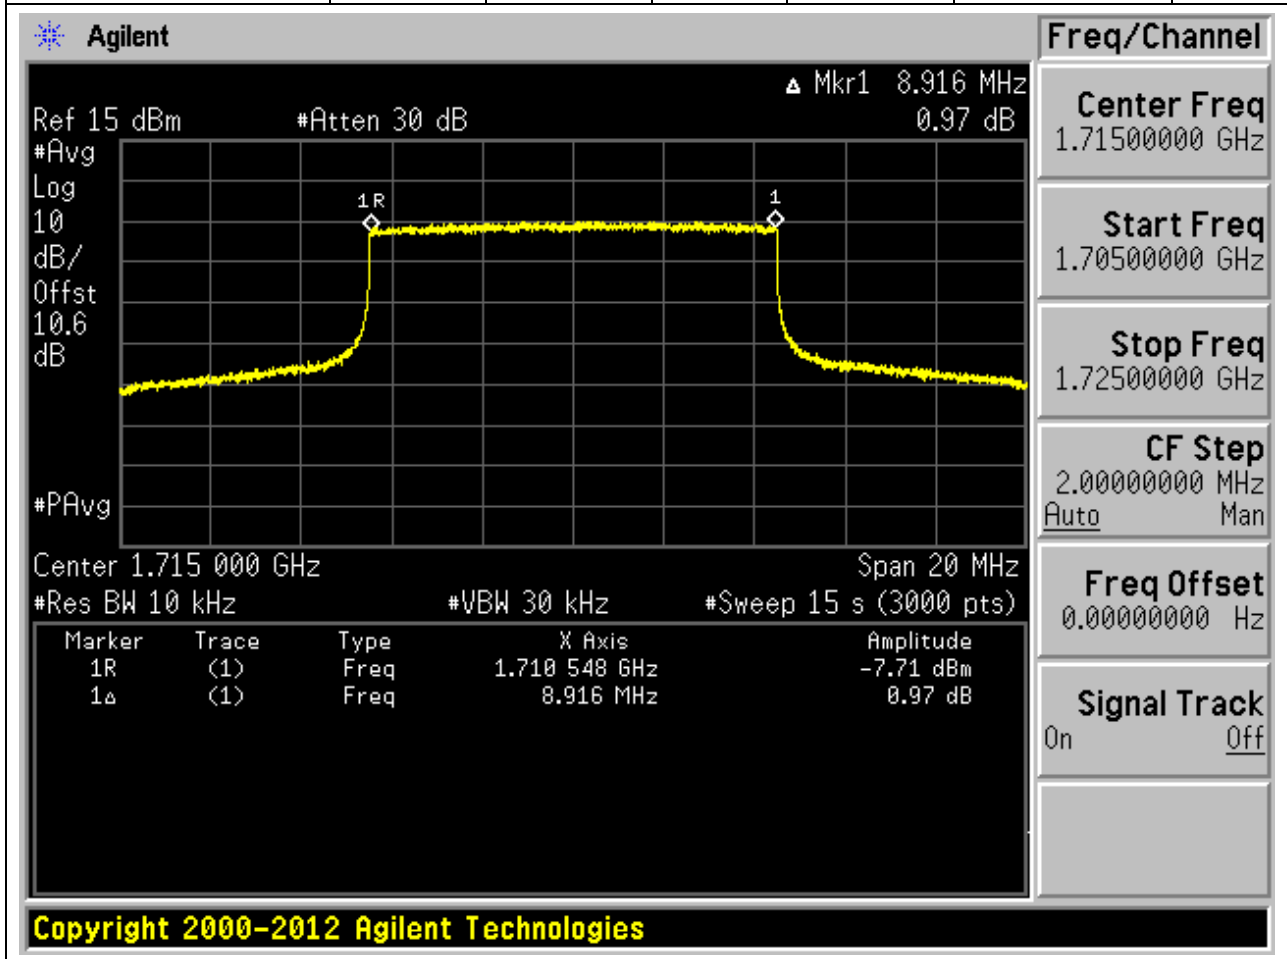 Agilent
Freq/Channel
Δ Mkr1 8.916 MHz
Ref 15 dBm #Atten 30 dB 0.97 dB
#Avg
Log
10
dB/
Offst
10.6
dB
#PAvg
1R
1
Center 1.715 000 GHz Span 20 MHz
#Res BW 10 kHz #VBW 30 kHz #Sweep 15 s (3000 pts)
Marker Trace Type X Axis Amplitude
1R (1) Freq 1.710 548 GHz -7.71 dBm
1Δ (1) Freq 8.916 MHz 0.97 dB
Center Freq
1.71500000 GHz
Start Freq
1.70500000 GHz
Stop Freq
1.72500000 GHz
CF Step
2.00000000 MHz
Auto Man
Freq Offset
0.00000000 Hz
Signal Track
On Off
Copyright 2000-2012 Agilent Technologies